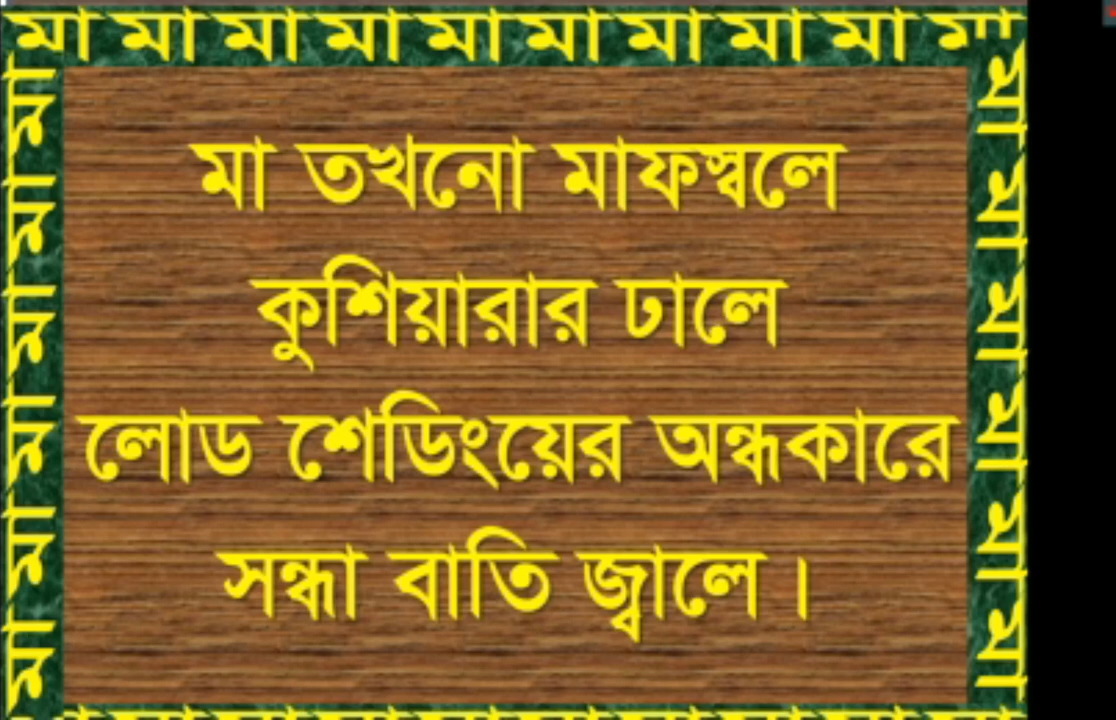 মা মা মা মা মা মা মা মা মা মা
মা তখনো মাফস্বলে
কুশিয়ারার ঢালে
লোড শেডিংয়ের অন্ধকারে
সন্ধা বাতি জ্বালে।
মা মা মা মা মা মা
মা মা মা মা মা মা